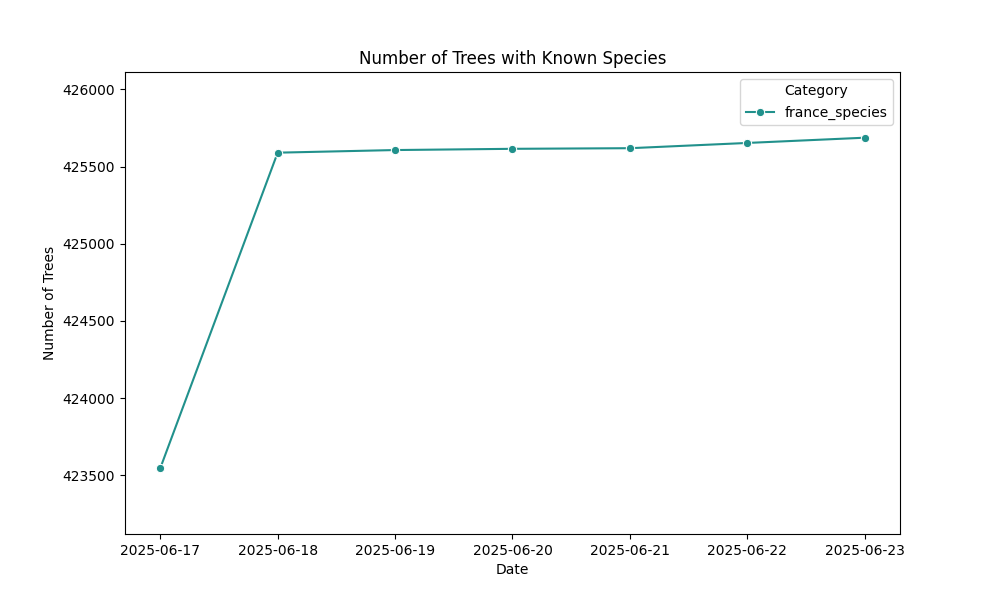 Number of Trees with Known Species
Category
france_species
426000
425500
425000
424500
424000
423500
Number of Trees
2025-06-17 2025-06-18 2025-06-19 2025-06-20 2025-06-21 2025-06-22 2025-06-23
Date